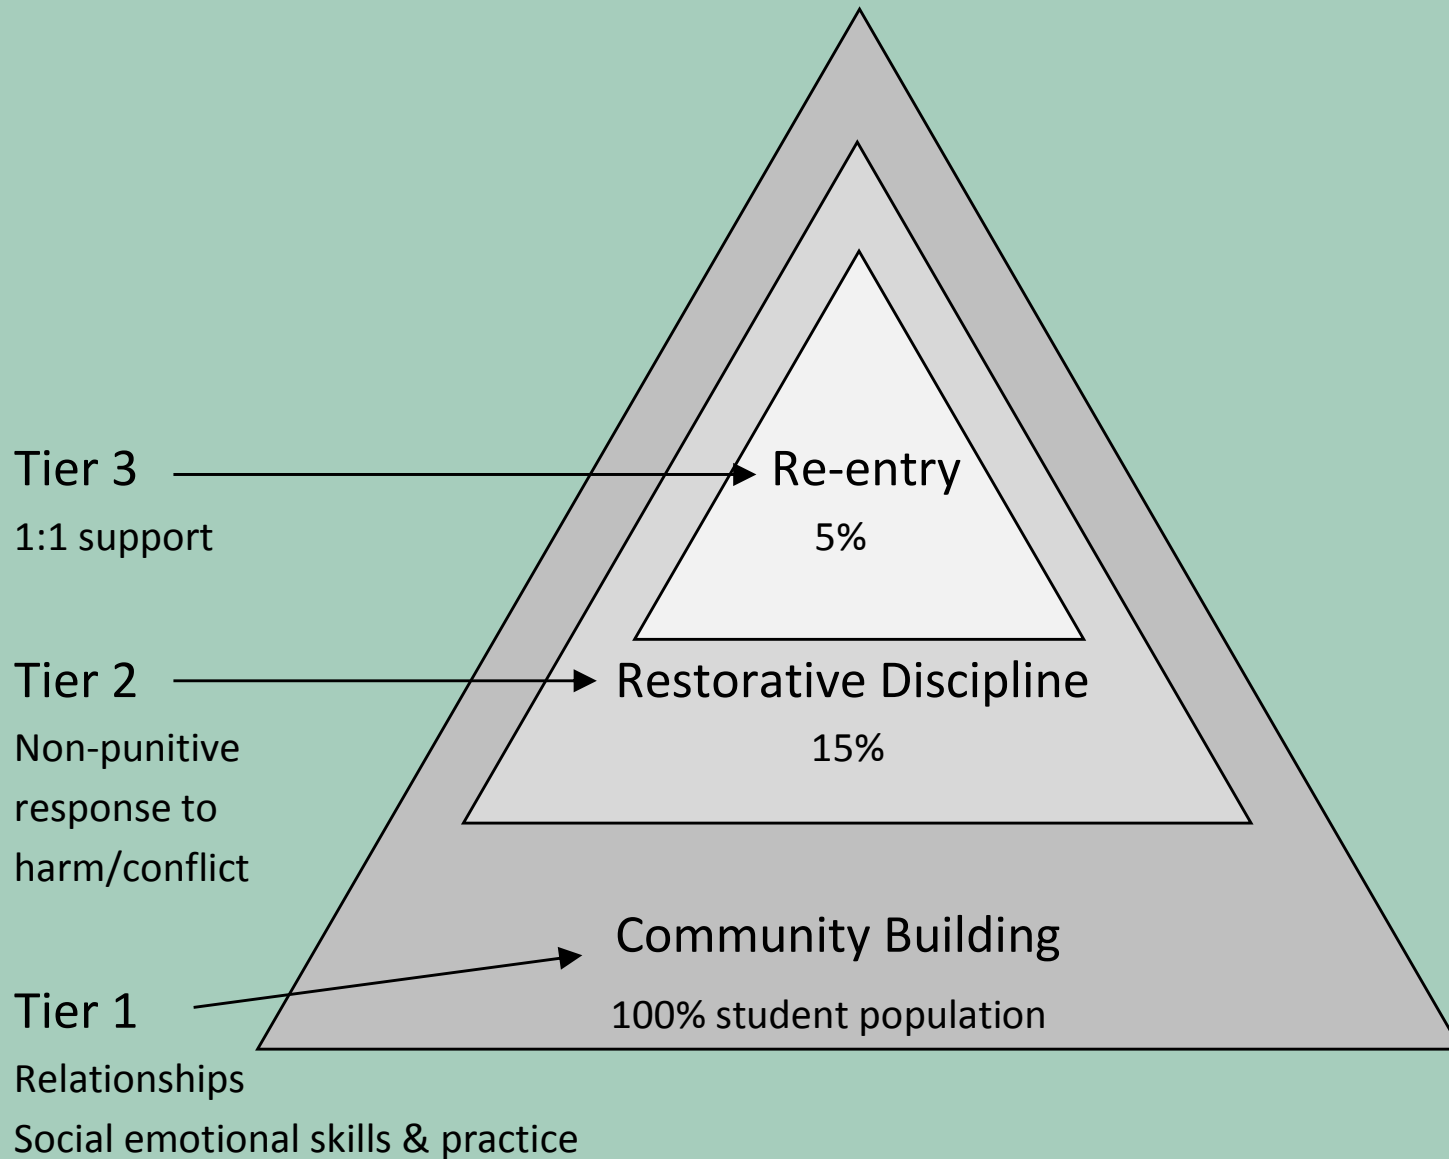 Tier 3
1:1 support
Re-entry
5%
Tier 2
Non-punitive
response to
harm/conflict
Restorative Discipline
15%
Tier 1
Relationships
Social emotional skills & practice
Community Building
100% student population